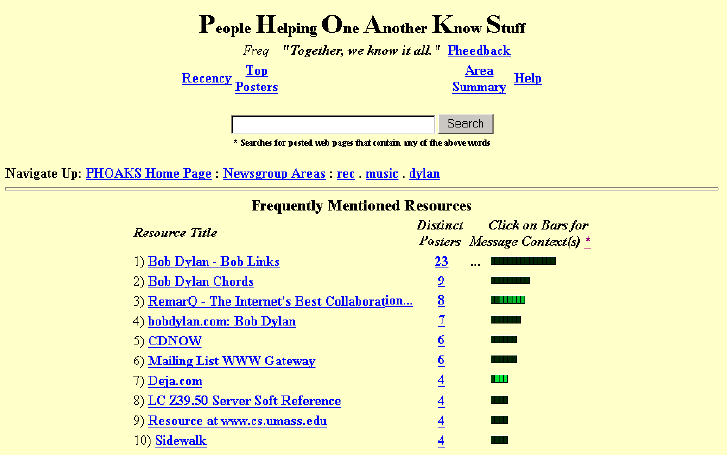 People Helping One Another Know Stuff
Freq "Together, we know it all." Pheedback
Recency Top Posters Area Summary Help
Search
* Searches for posted web pages that contain any of the above words
Navigate Up: PHOAKS Home Page : Newsgroup Areas : rec . music . dylan
Frequently Mentioned Resources
Resource Title Distinct Posters Click on Bars for Message Context(s) *
1) Bob Dylan - Bob Links 23 ...
2) Bob Dylan Chords 9
3) RemarQ - The Internet's Best Collaboration... 8
4) bobdylan.com: Bob Dylan 7
5) CDNOW 6
6) Mailing List WWW Gateway 6
7) Deja.com 4
8) LC Z39.50 Server Soft Reference 4
9) Resource at www.cs.umass.edu 4
10) Sidewalk 4